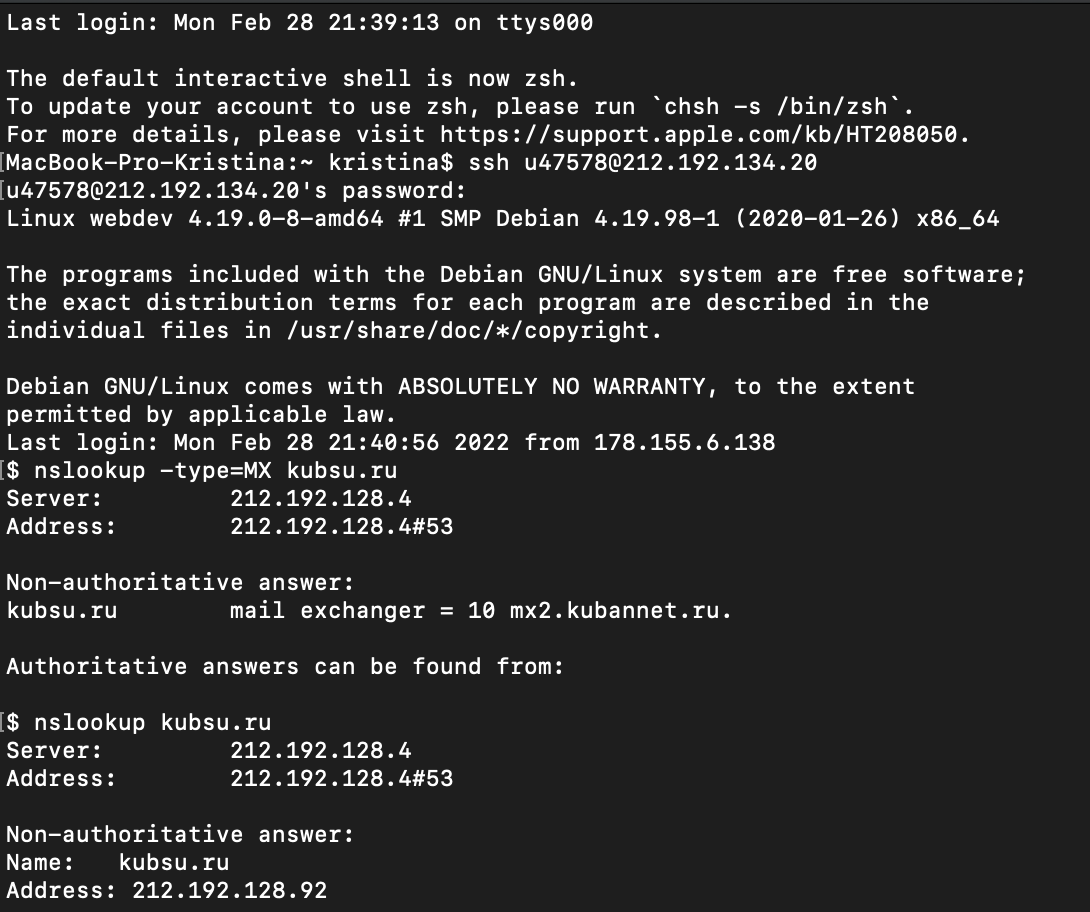 Last login: Mon Feb 28 21:39:13 on ttys000
The default interactive shell is now zsh.
To update your account to use zsh, please run `chsh -s /bin/zsh`.
For more details, please visit https://support.apple.com/kb/HT208050.
[MacBook-Pro-Kristina:~ kristina$ ssh u47578@212.192.134.20
[u47578@212.192.134.20's password:
Linux webdev 4.19.0-8-amd64 #1 SMP Debian 4.19.98-1 (2020-01-26) x86_64
The programs included with the Debian GNU/Linux system are free software;
the exact distribution terms for each program are described in the
individual files in /usr/share/doc/*/copyright.
Debian GNU/Linux comes with ABSOLUTELY NO WARRANTY, to the extent
permitted by applicable law.
Last login: Mon Feb 28 21:40:56 2022 from 178.155.6.138
[$ nslookup -type=MX kubsu.ru
Server:         212.192.128.4
Address:        212.192.128.4#53
Non-authoritative answer:
kubsu.ru        mail exchanger = 10 mx2.kubannet.ru.
Authoritative answers can be found from:
[$ nslookup kubsu.ru
Server:         212.192.128.4
Address:        212.192.128.4#53
Non-authoritative answer:
Name:   kubsu.ru
Address: 212.192.128.92